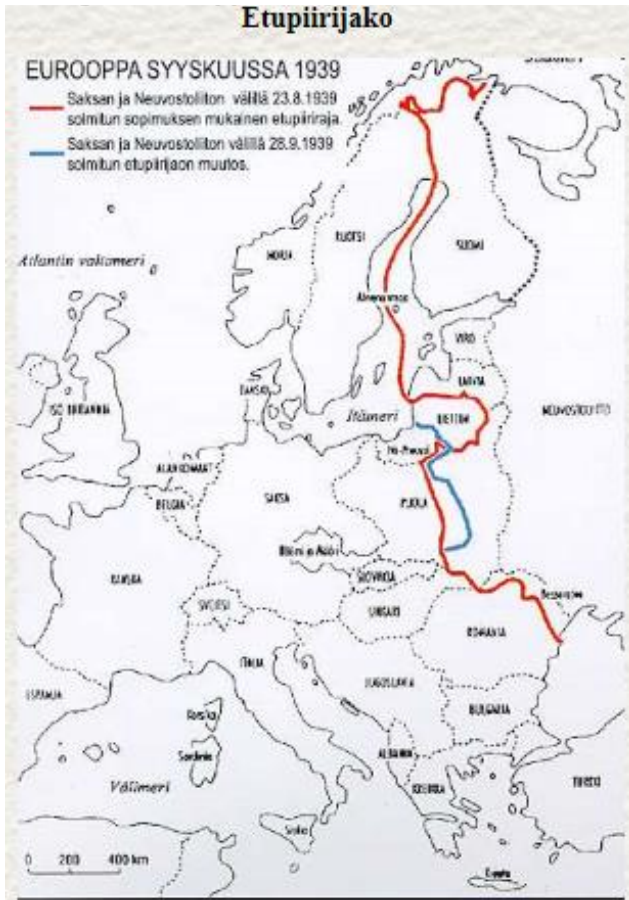 Etupiirijako
EUROOPPA SYYSKUUSSA 1939
Saksan ja Neuvostoliiton välillä 23.8.1939
solmitun sopimuksen mukainen etupiiriraja.
Saksan ja Neuvostoliiton välillä 28.9.1939
solmitun etupiirijaon muutos.
Atlantin valtameri
NORJA
RUOTSI
SUOMI
Ahvenanmaa
VIRO
LATVIA
LIETTUA
NEUVOSTOLIITTO
TANSKA
Itämeri
Itä-Preussi
ISO BRITANNIA
ALANKOMAAT
BELGIA
SAKSA
PUOLA
Böömi ja Määri
SLOVAKIA
RANSKA
SVEITSI
UNKARI
Bessarabia
ROMANIA
ITALIA
JUGOSLAVIA
BULGARIA
ESPANJA
Korsika
Sardinia
ALBANIA
KREIKKA
TURKKI
Välimeri
Sisilia
Kreeta
0 200 400 km